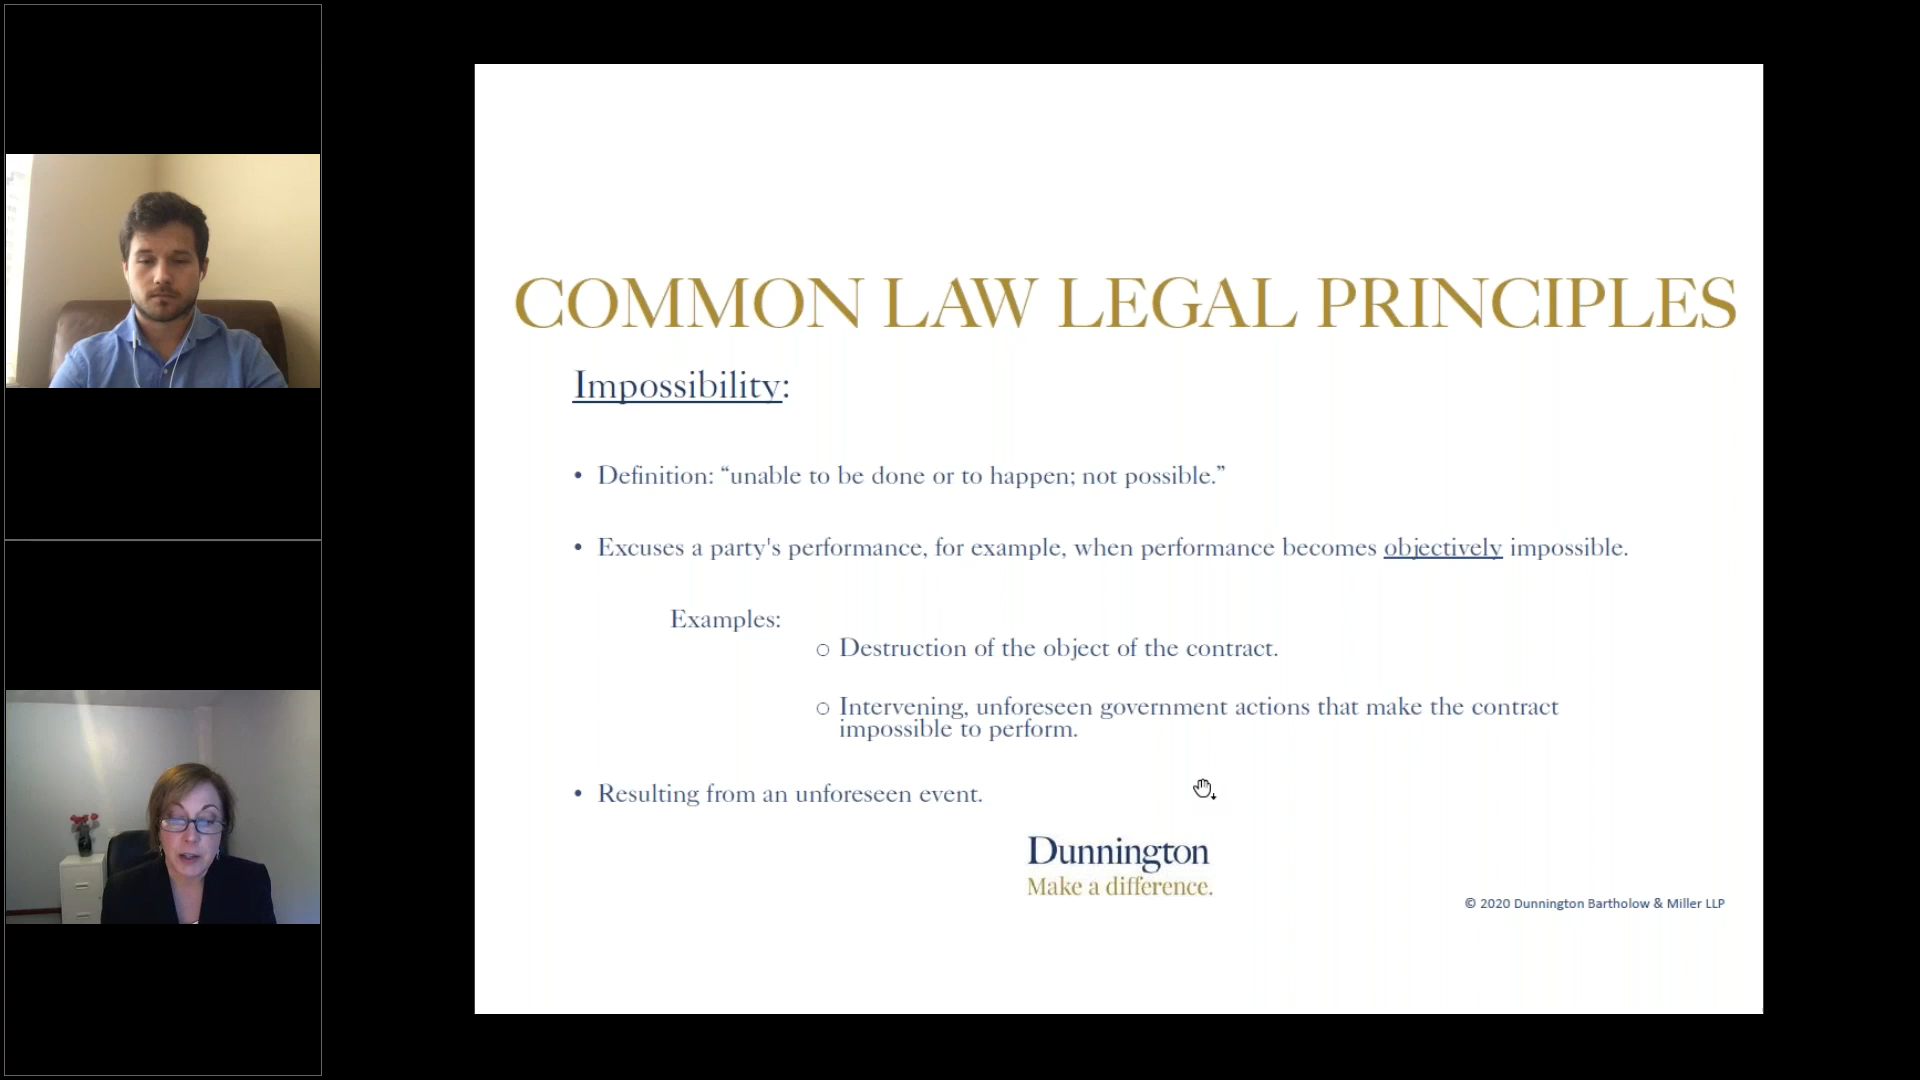 COMMON LAW LEGAL PRINCIPLES
Impossibility:
• Definition: “unable to be done or to happen; not possible.”
• Excuses a party's performance, for example, when performance becomes objectively impossible.
Examples:
○ Destruction of the object of the contract.
○ Intervening, unforeseen government actions that make the contract
impossible to perform.
• Resulting from an unforeseen event.
Dunnington
Make a difference.
© 2020 Dunnington Bartholow & Miller LLP